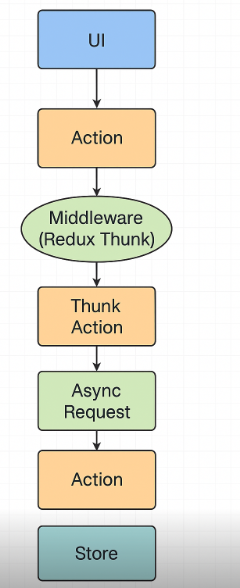 UI
Action
Middleware
(Redux Thunk)
Thunk
Action
Async
Request
Action
Store